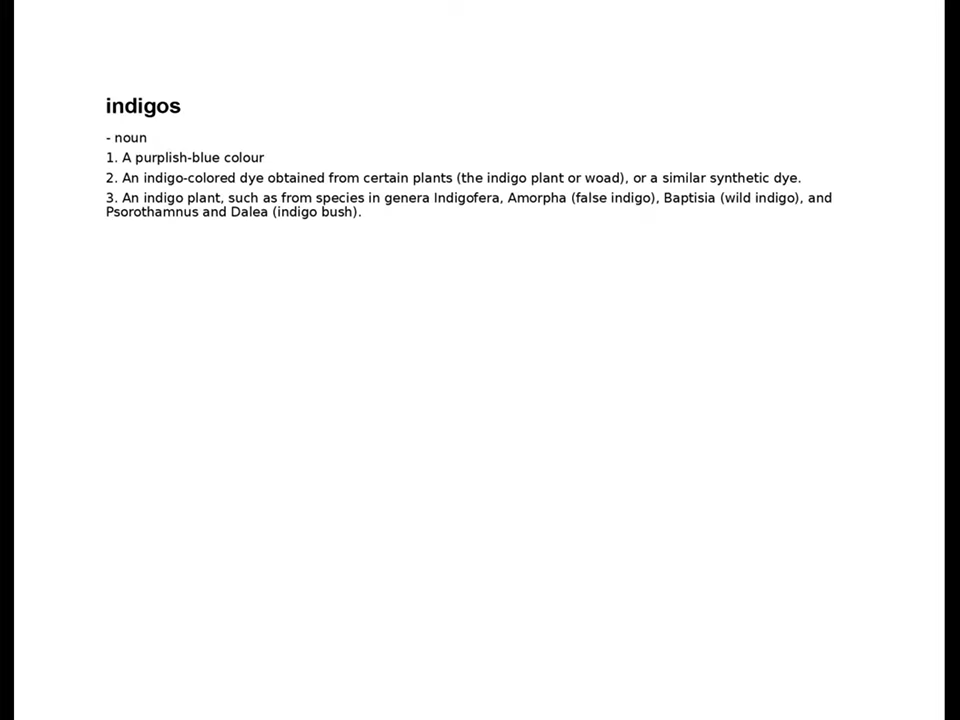 indigos
- noun
1. A purplish-blue colour
2. An indigo-colored dye obtained from certain plants (the indigo plant or woad), or a similar synthetic dye.
3. An indigo plant, such as from species in genera Indigofera, Amorpha (false indigo), Baptisia (wild indigo), and
Psorothamnus and Dalea (indigo bush).